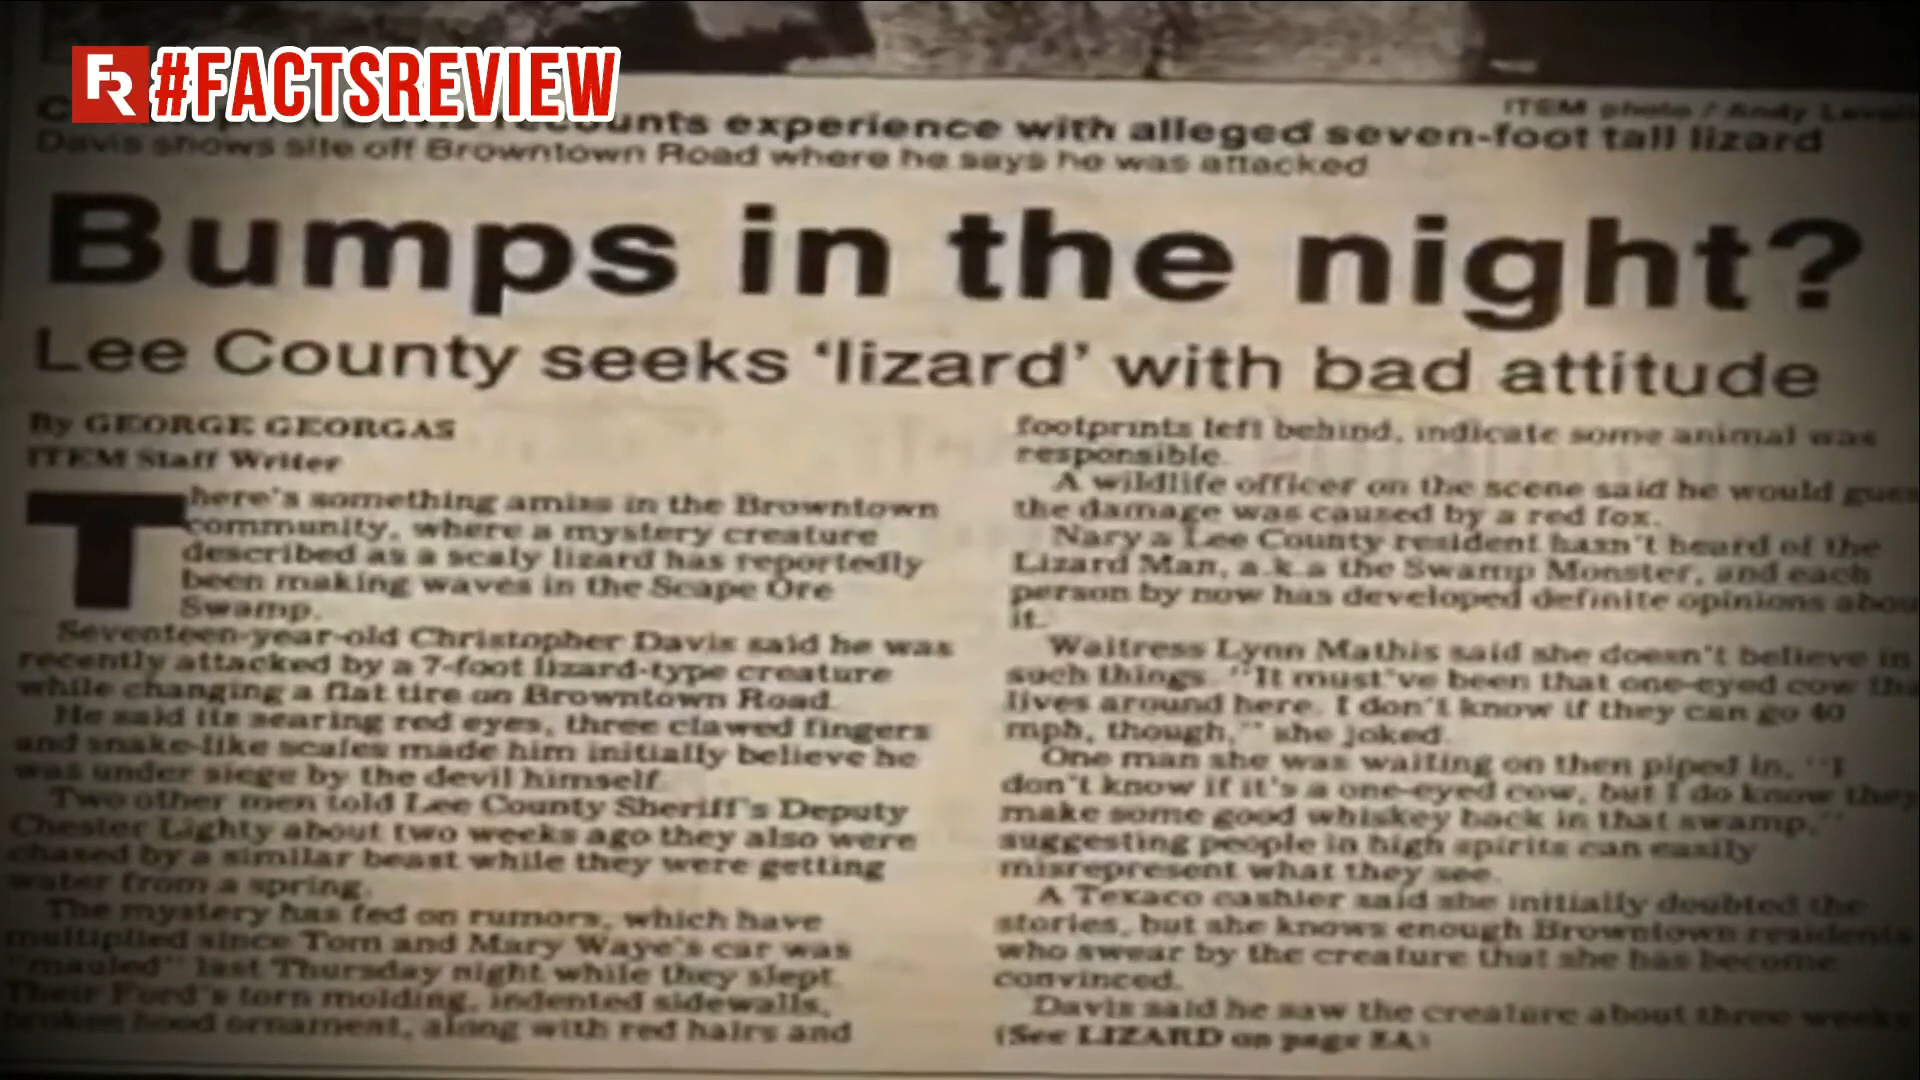 FR #FACTSREVIEW
ITEM photo / Andy
recounts experience with alleged seven-foot tall lizard
Davis shows site off Browntown Road where he says he was attacked
Bumps in the night?
Lee County seeks ‘lizard’ with bad attitude
By GEORGE GEORGAS
ITEM Staff Writer
There's something amiss in the Browntown
community, where a mystery creature
described as a scaly lizard has reportedly
been making waves in the Scape Ore
Swamp.
Seventeen-year-old Christopher Davis said he was
recently attacked by a 7-foot lizard-type creature
while changing a flat tire on Browntown Road.
He said its searing red eyes, three clawed fingers
and snake-like scales made him initially believe he
was under siege by the devil himself.
Two other men told Lee County Sheriff's Deputy
Chester Lighty about two weeks ago they also were
chased by a similar beast while they were getting
water from a spring.
The mystery has fed on rumors, which have
multiplied since Tom and Mary Waye's car was
"mauled" last Thursday night while they slept.
Their Ford's torn molding, indented sidewalls,
broken hood ornament, along with red hairs and
footprints left behind, indicate some animal was
responsible.
A wildlife officer on the scene said he would gues
the damage was caused by a red fox.
Nary a Lee County resident hasn't heard of the
Lizard Man, a.k.a the Swamp Monster, and each
person by now has developed definite opinions abou
it.
Waitress Lynn Mathis said she doesn't believe in
such things. "It must've been that one-eyed cow tha
lives around here. I don't know if they can go 40
mph, though," she joked.
One man she was waiting on then piped in, "I
don't know if it's a one-eyed cow, but I do know they
make some good whiskey back in that swamp,"
suggesting people in high spirits can easily
misrepresent what they see.
A Texaco cashier said she initially doubted the
stories, but she knows enough Browntown residents
who swear by the creature that she has become
convinced.
Davis said he saw the creature about three weeks
(See LIZARD on page